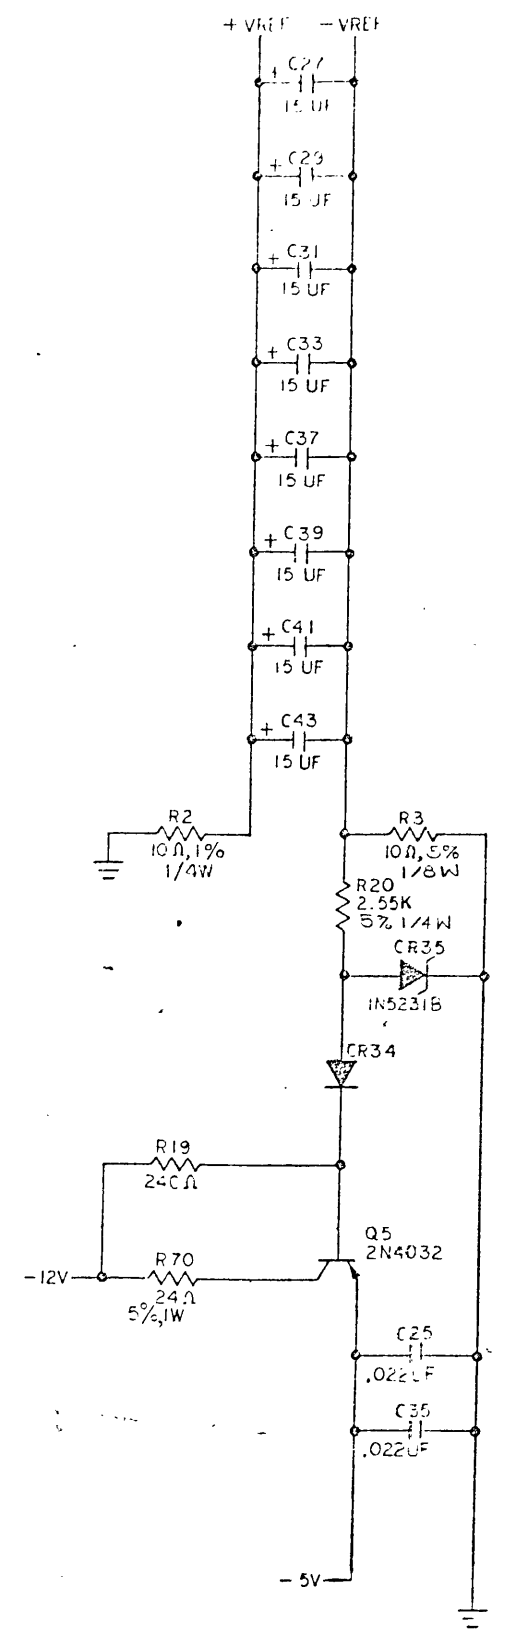 + VREF – VREF
+ C27
15 UF
+ C29
15 UF
+ C31
15 UF
+ C33
15 UF
+ C37
15 UF
+ C39
15 UF
+ C41
15 UF
+ C43
15 UF
R2
10Ω, 1%
1/4W
R3
10Ω, 5%
1/8W
R20
2.55K
5% 1/4W
CR35
1N5231B
CR34
R19
240Ω
Q5
2N4032
-12V
R70
24Ω
5%, 1W
C25
.022UF
C35
.022UF
- 5V